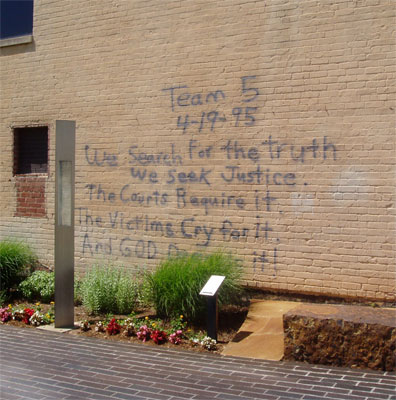 Team 5
4-19-95
We Search For the truth
We seek Justice.
The Courts Require it.
The Victims Cry for It.
And GOD it!